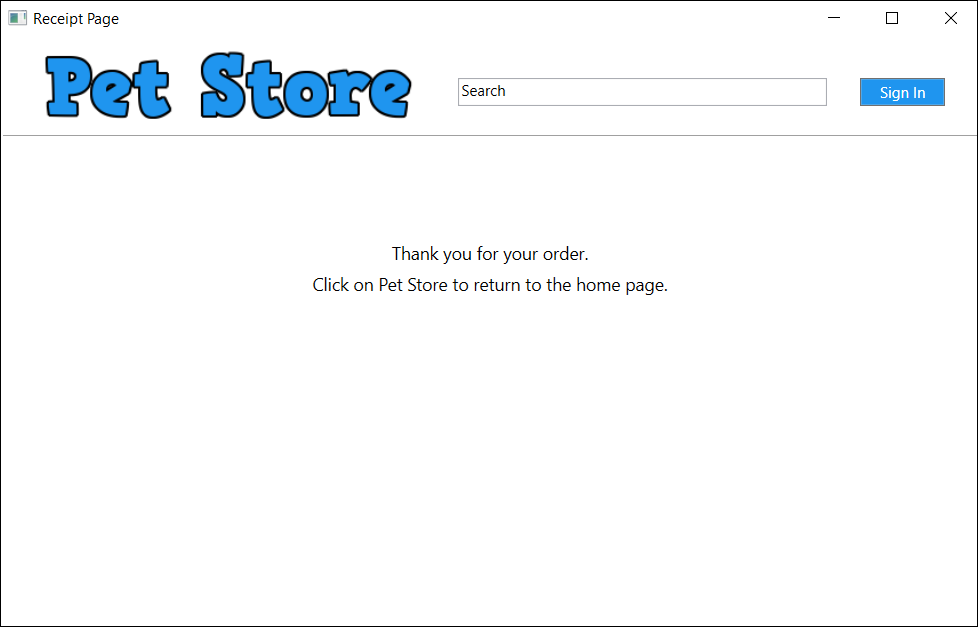 Receipt Page
Pet Store
Search
Sign In
Thank you for your order.
Click on Pet Store to return to the home page.